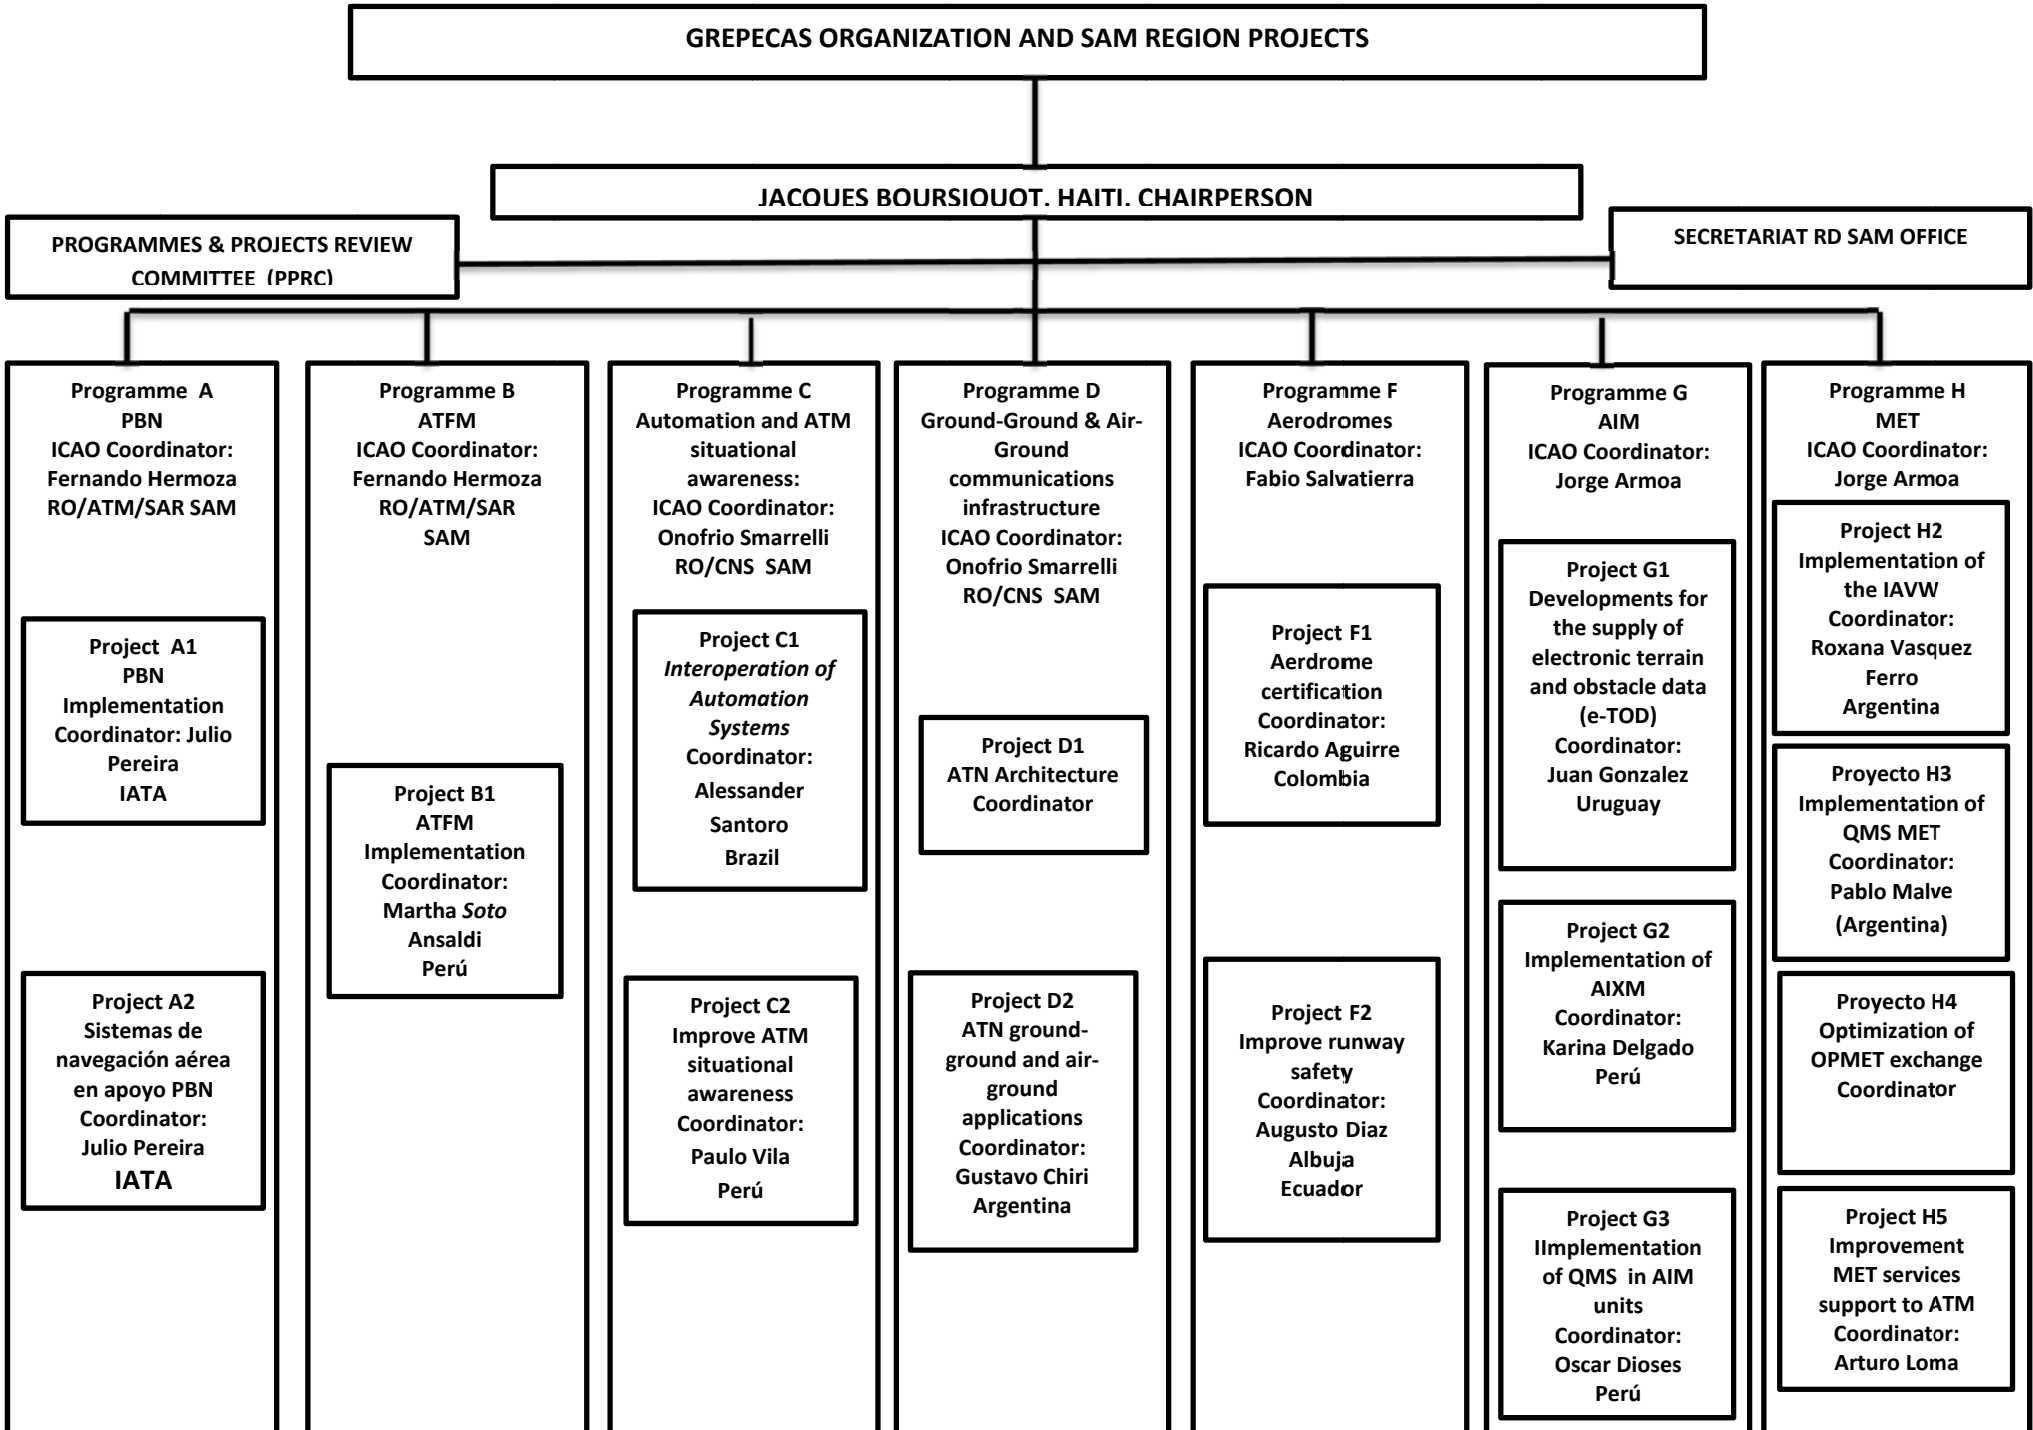 GREPECAS ORGANIZATION AND SAM REGION PROJECTS
JACQUES BOURSIQUOT. HAITI. CHAIRPERSON
PROGRAMMES & PROJECTS REVIEW
COMMITTEE (PPRC)
SECRETARIAT RD SAM OFFICE
Programme A
PBN
ICAO Coordinator:
Fernando Hermoza
RO/ATM/SAR SAM
Project A1
PBN
Implementation
Coordinator: Julio
Pereira
IATA
Project A2
Sistemas de
navegación aérea
en apoyo PBN
Coordinator:
Julio Pereira
IATA
Programme B
ATFM
ICAO Coordinator:
Fernando Hermoza
RO/ATM/SAR
SAM
Project B1
ATFM
Implementation
Coordinator:
Martha Soto
Ansaldi
Perú
Programme C
Automation and ATM
situational
awareness:
ICAO Coordinator:
Onofrio Smarrelli
RO/CNS SAM
Project C1
Interoperation of
Automation
Systems
Coordinator:
Alessander
Santoro
Brazil
Project C2
Improve ATM
situational
awareness
Coordinator:
Paulo Vila
Perú
Programme D
Ground-Ground & Air-
Ground
communications
infrastructure
ICAO Coordinator:
Onofrio Smarrelli
RO/CNS SAM
Project D1
ATN Architecture
Coordinator
Project D2
ATN ground-
ground and air-
ground
applications
Coordinator:
Gustavo Chiri
Argentina
Programme F
Aerodromes
ICAO Coordinator:
Fabio Salvatierra
Project F1
Aerdrome
certification
Coordinator:
Ricardo Aguirre
Colombia
Project F2
Improve runway
safety
Coordinator:
Augusto Diaz
Albuja
Ecuador
Programme G
AIM
ICAO Coordinator:
Jorge Armoa
Project G1
Developments for
the supply of
electronic terrain
and obstacle data
(e-TOD)
Coordinator:
Juan Gonzalez
Uruguay
Project G2
Implementation of
AIXM
Coordinator:
Karina Delgado
Perú
Project G3
IImplementation
of QMS in AIM
units
Coordinator:
Oscar Dioses
Perú
Programme H
MET
ICAO Coordinator:
Jorge Armoa
Project H2
Implementation of
the IAVW
Coordinator:
Roxana Vasquez
Ferro
Argentina
Proyecto H3
Implementation of
QMS MET
Coordinator:
Pablo Malve
(Argentina)
Proyecto H4
Optimization of
OPMET exchange
Coordinator
Project H5
Improvement
MET services
support to ATM
Coordinator:
Arturo Loma